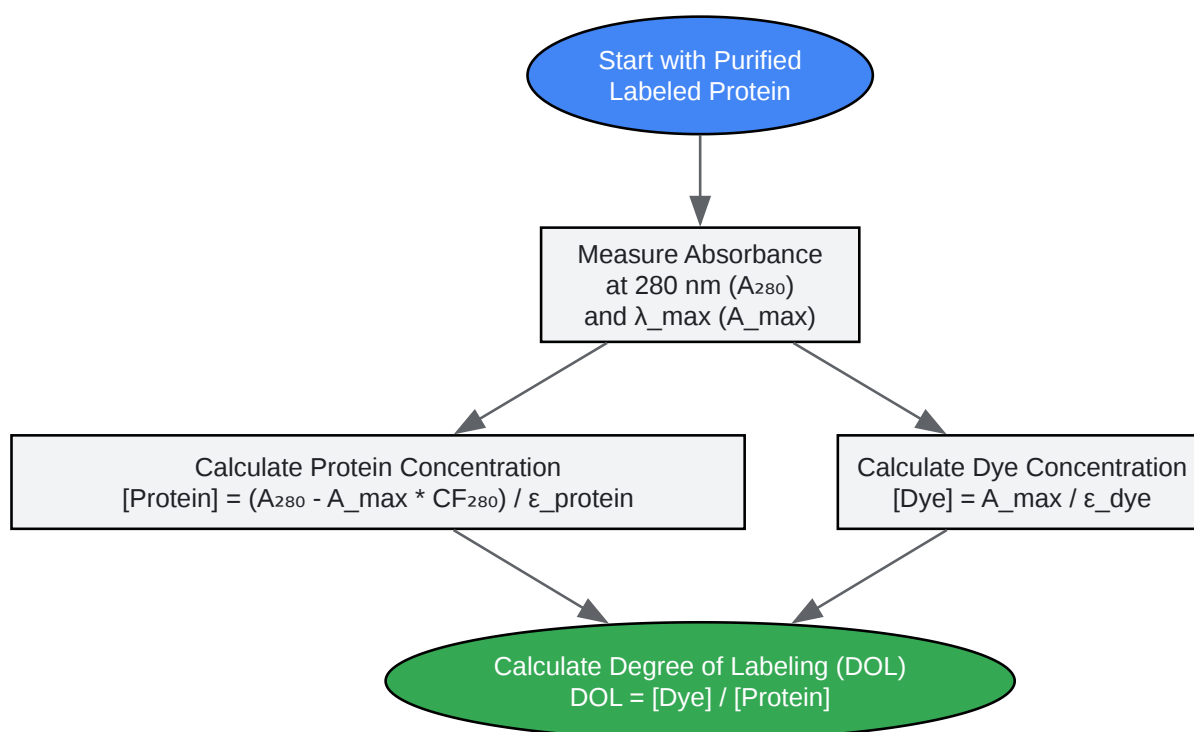 Start with Purified
Labeled Protein
Measure Absorbance
at 280 nm (A₂₈₀)
and λ_max (A_max)
Calculate Protein Concentration
[Protein] = (A₂₈₀ - A_max * CF₂₈₀) / ε_protein
Calculate Dye Concentration
[Dye] = A_max / ε_dye
Calculate Degree of Labeling (DOL)
DOL = [Dye] / [Protein]